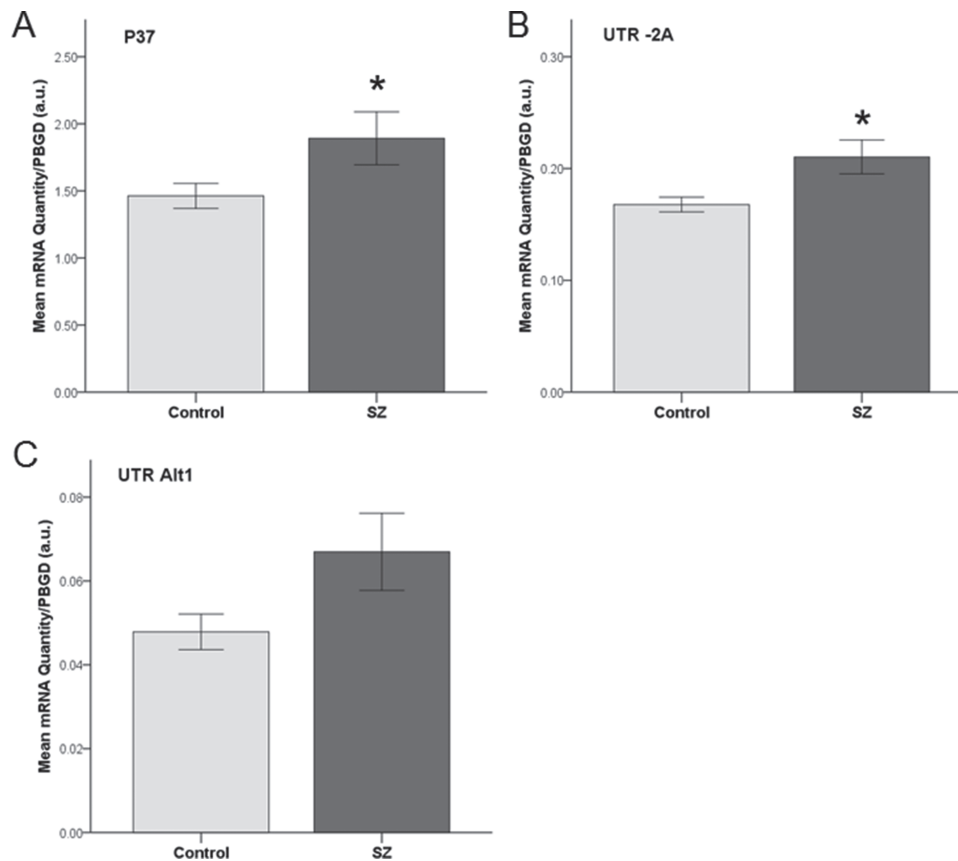 A
P37
Mean mRNA Quantity/PBGD (a.u.)
2.50
2.00
1.50
1.00
0.50
0.00
*
Control
SZ
B
UTR -2A
Mean mRNA Quantity/PBGD (a.u.)
0.30
0.20
0.10
0.00
*
Control
SZ
C
UTR Alt1
Mean mRNA Quantity/PBGD (a.u.)
0.08
0.06
0.04
0.02
0.00
Control
SZ